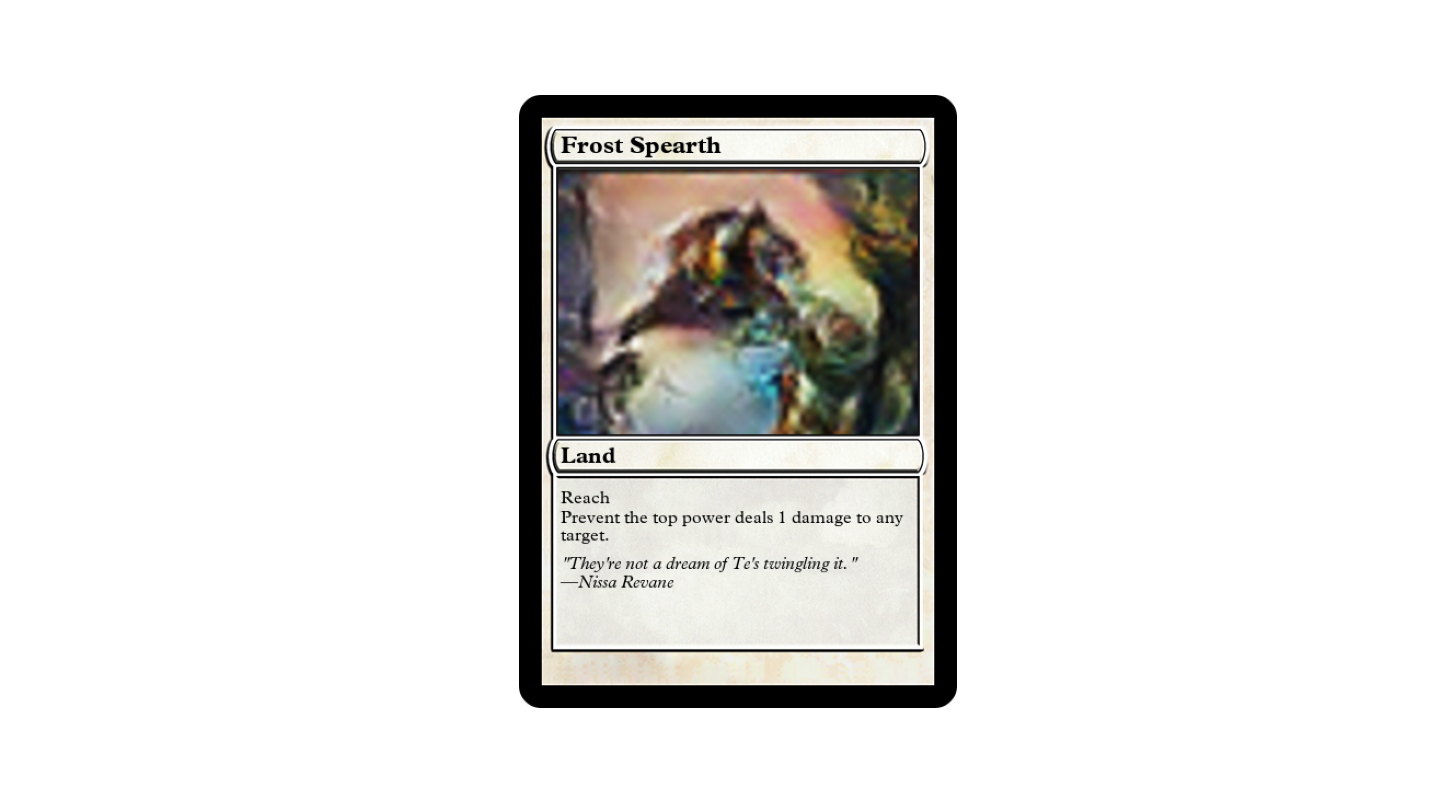 Frost Spearth
Land
Reach
Prevent the top power deals 1 damage to any
target.
"They're not a dream of Te's twingling it. "
—Nissa Revane